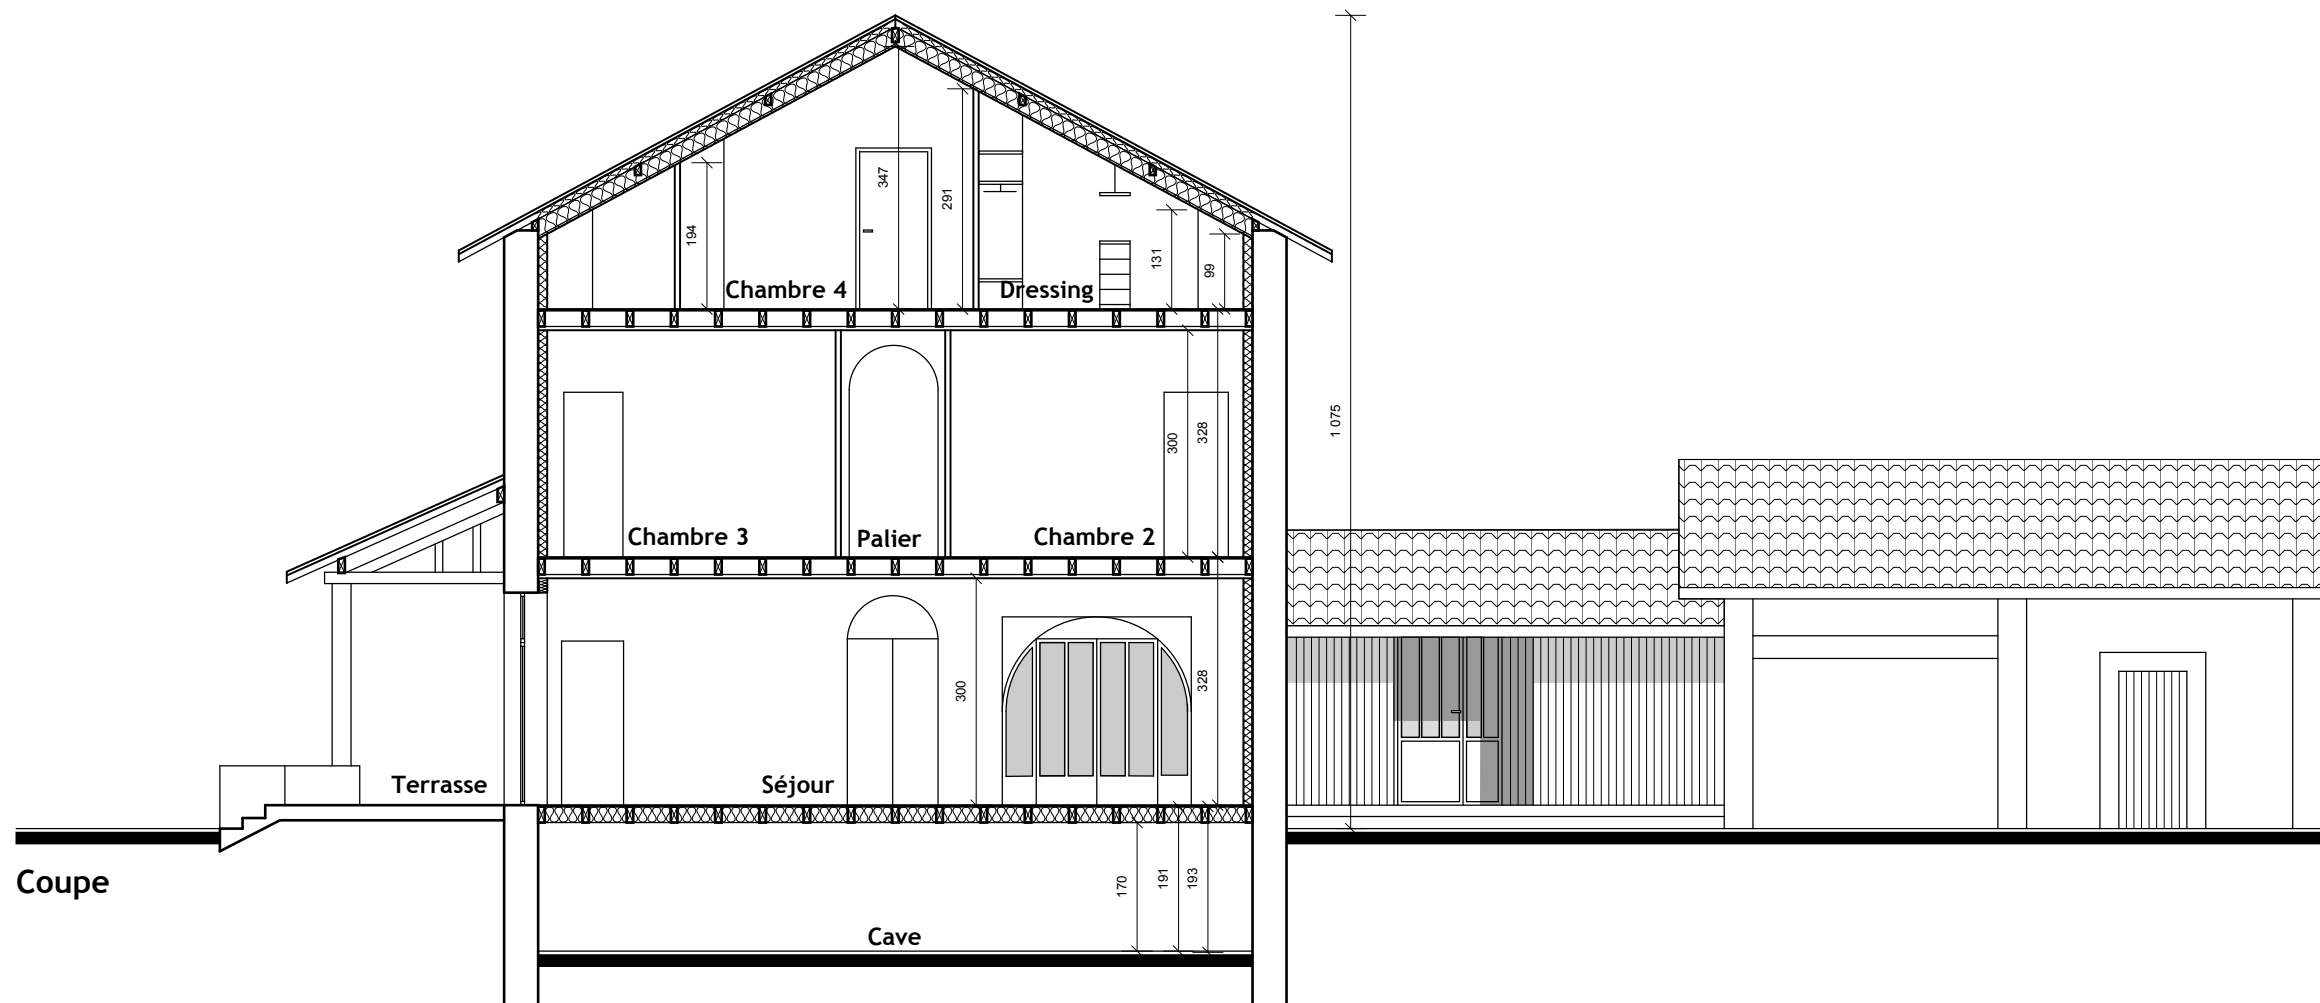 347
291
194
131
99
Chambre 4
Dressing
1 075
300
328
Chambre 3
Palier
Chambre 2
300
328
Terrasse
Séjour
Coupe
170
191
193
Cave